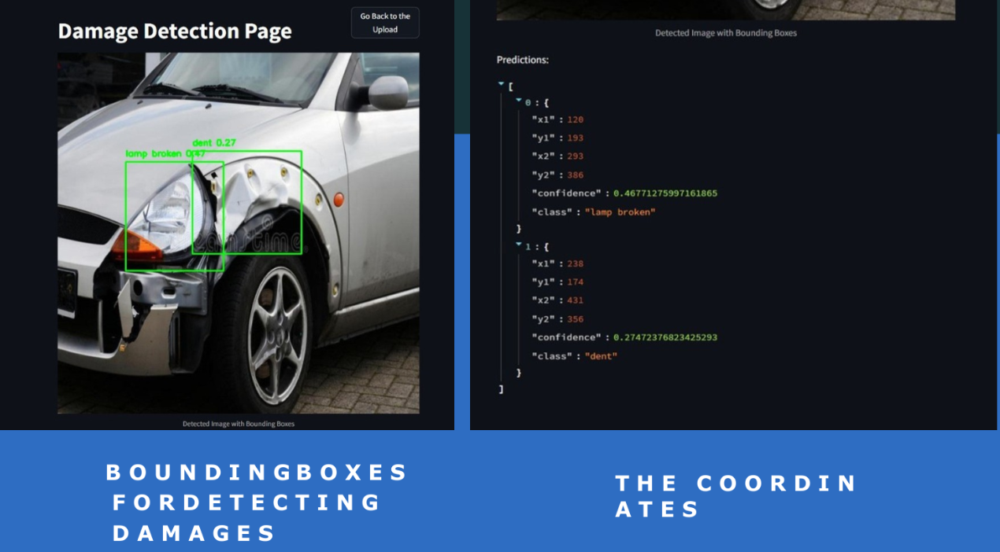 Damage Detection Page
Go Back to the
Upload
dent 0.27
lamp broken 0.47
dreamstime
Detected Image with Bounding Boxes
BOUNDINGBOXES
FORDETECTING
DAMAGES
Detected Image with Bounding Boxes
Predictions:
[
0 : {
"x1" : 120
"y1" : 193
"x2" : 293
"y2" : 386
"confidence" : 0.46771275997161865
"class" : "lamp broken"
}
1 : {
"x1" : 238
"y1" : 174
"x2" : 431
"y2" : 356
"confidence" : 0.27472376823425293
"class" : "dent"
}
]
THE COORDIN
ATES